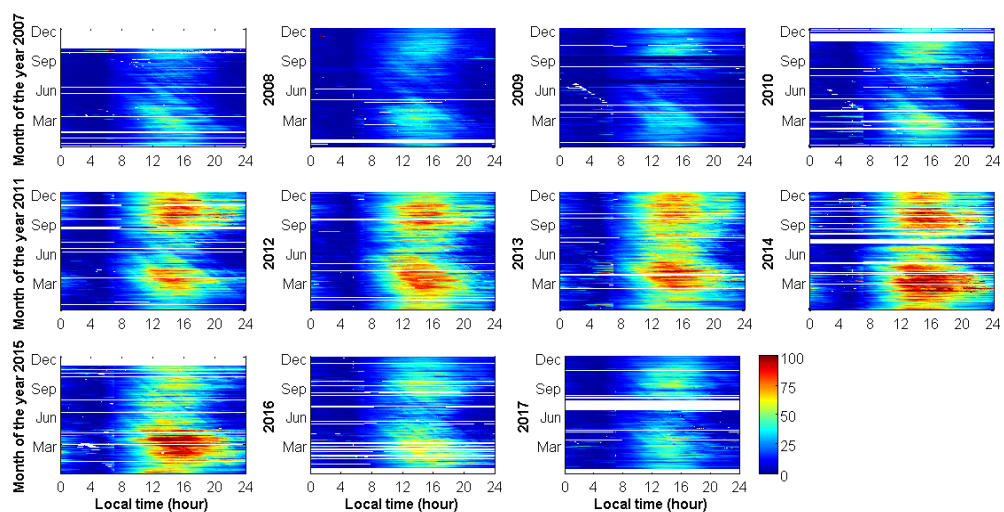 Month of the year 2007
Dec
Sep
Jun
Mar
0 4 8 12 16 20 24
2008
Dec
Sep
Jun
Mar
0 4 8 12 16 20 24
2009
Dec
Sep
Jun
Mar
0 4 8 12 16 20 24
2010
Dec
Sep
Jun
Mar
0 4 8 12 16 20 24
Month of the year 2011
Dec
Sep
Jun
Mar
0 4 8 12 16 20 24
2012
Dec
Sep
Jun
Mar
0 4 8 12 16 20 24
2013
Dec
Sep
Jun
Mar
0 4 8 12 16 20 24
2014
Dec
Sep
Jun
Mar
0 4 8 12 16 20 24
Month of the year 2015
Dec
Sep
Jun
Mar
0 4 8 12 16 20 24
Local time (hour)
2016
Dec
Sep
Jun
Mar
0 4 8 12 16 20 24
Local time (hour)
2017
Dec
Sep
Jun
Mar
0 4 8 12 16 20 24
Local time (hour)
100
75
50
25
0